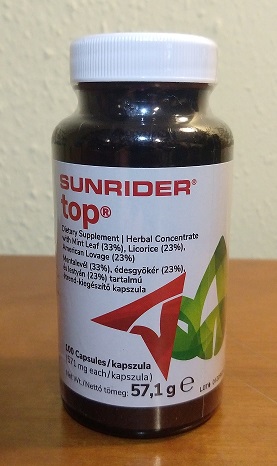 SUNRIDER®
top®
Dietary Supplement | Herbal Concentrate
with Mint Leaf (33%), Licorice (23%),
American Lovage (23%)
Mentalevél (33%), édesgyökér (23%),
és lestyán (23%) tartalmú
étrend-kiegészítő kapszula
100 Capsules/kapszula
(571 mg each/kapszula)
Net Wt./Nettó tömeg: 57,1 g ℮